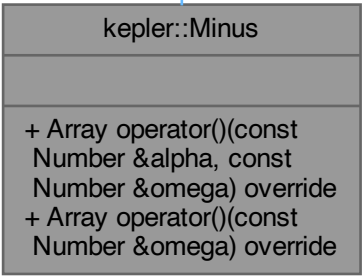 kepler::Minus
+ Array operator()(const
Number &alpha, const
Number &omega) override
+ Array operator()(const
Number &omega) override